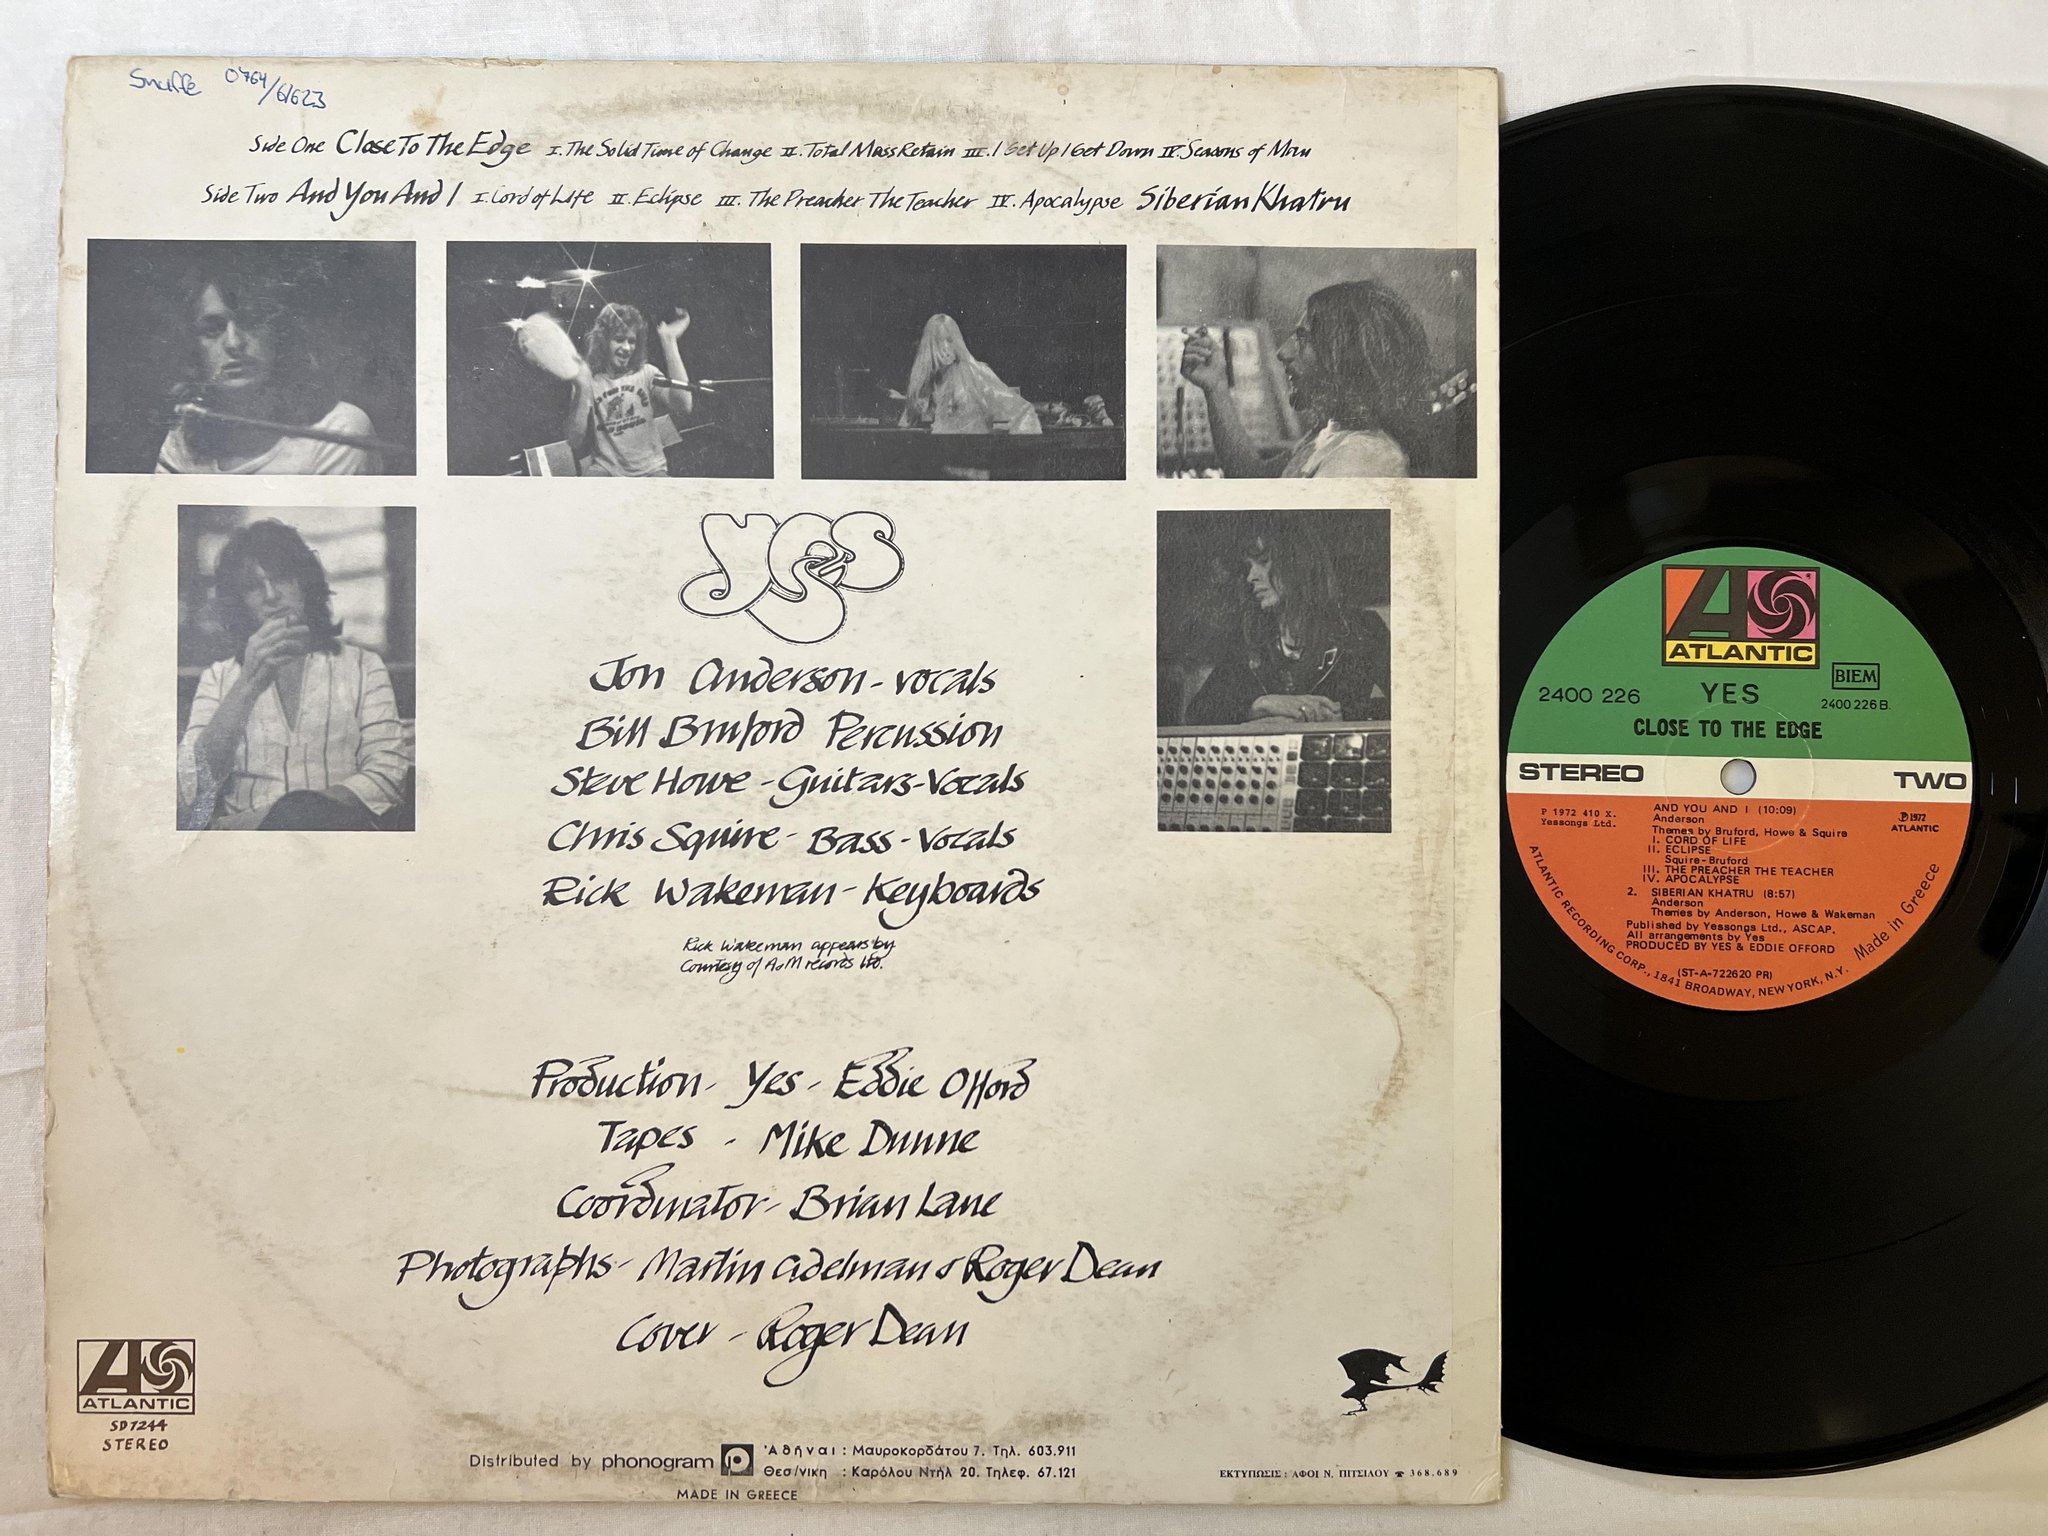 Snuffe 0764/61623
Side One Close To The Edge I. The Solid Time of Change II. Total Mass Retain III. I Get Up I Get Down IV. Seasons of Man
Side Two And You And I I. Cord of Life II. Eclipse III. The Preacher The Teacher IV. Apocalypse Siberian Khatru
yes
Jon Anderson - vocals
Bill Bruford Percussion
Steve Howe - Guitars - Vocals
Chris Squire - Bass - Vocals
Rick Wakeman - Keyboards
Rick Wakeman appears by
Courtesy of A&M records ltd.
Production - Yes - Eddie Offord
Tapes - Mike Dunne
Coordinator - Brian Lane
Photographs - Martin Adelman & Roger Dean
Cover - Roger Dean
ATLANTIC
SD7244
STEREO
Distributed by phonogram p 'Αθήναι : Μαυροκορδάτου 7. Τηλ. 603.911
Θεσ/νικη : Καρόλου Ντήλ 20. Τηλεφ. 67.121
MADE IN GREECE
ΕΚΤΥΠΩΣΙΣ : ΑΦΟΙ Ν. ΠΙΤΣΙΛΟΥ ☎ 368.689
ATLANTIC
BIEM
2400 226 YES 2400 226 B.
CLOSE TO THE EDGE
STEREO TWO
P 1972 410 X.
Yessongs Ltd.
℗ 1972
ATLANTIC
AND YOU AND I (10:09)
Anderson
Themes by Bruford, Howe & Squire
I. CORD OF LIFE
II. ECLIPSE
Squire - Bruford
III. THE PREACHER THE TEACHER
IV. APOCALYPSE
2. SIBERIAN KHATRU (8:57)
Anderson
Themes by Anderson, Howe & Wakeman
Published by Yessongs Ltd., ASCAP.
All arrangements by Yes
PRODUCED BY YES & EDDIE OFFORD
(ST-A-722620 PR)
ATLANTIC RECORDING CORP., 1841 BROADWAY, NEW YORK, N.Y. Made in Greece